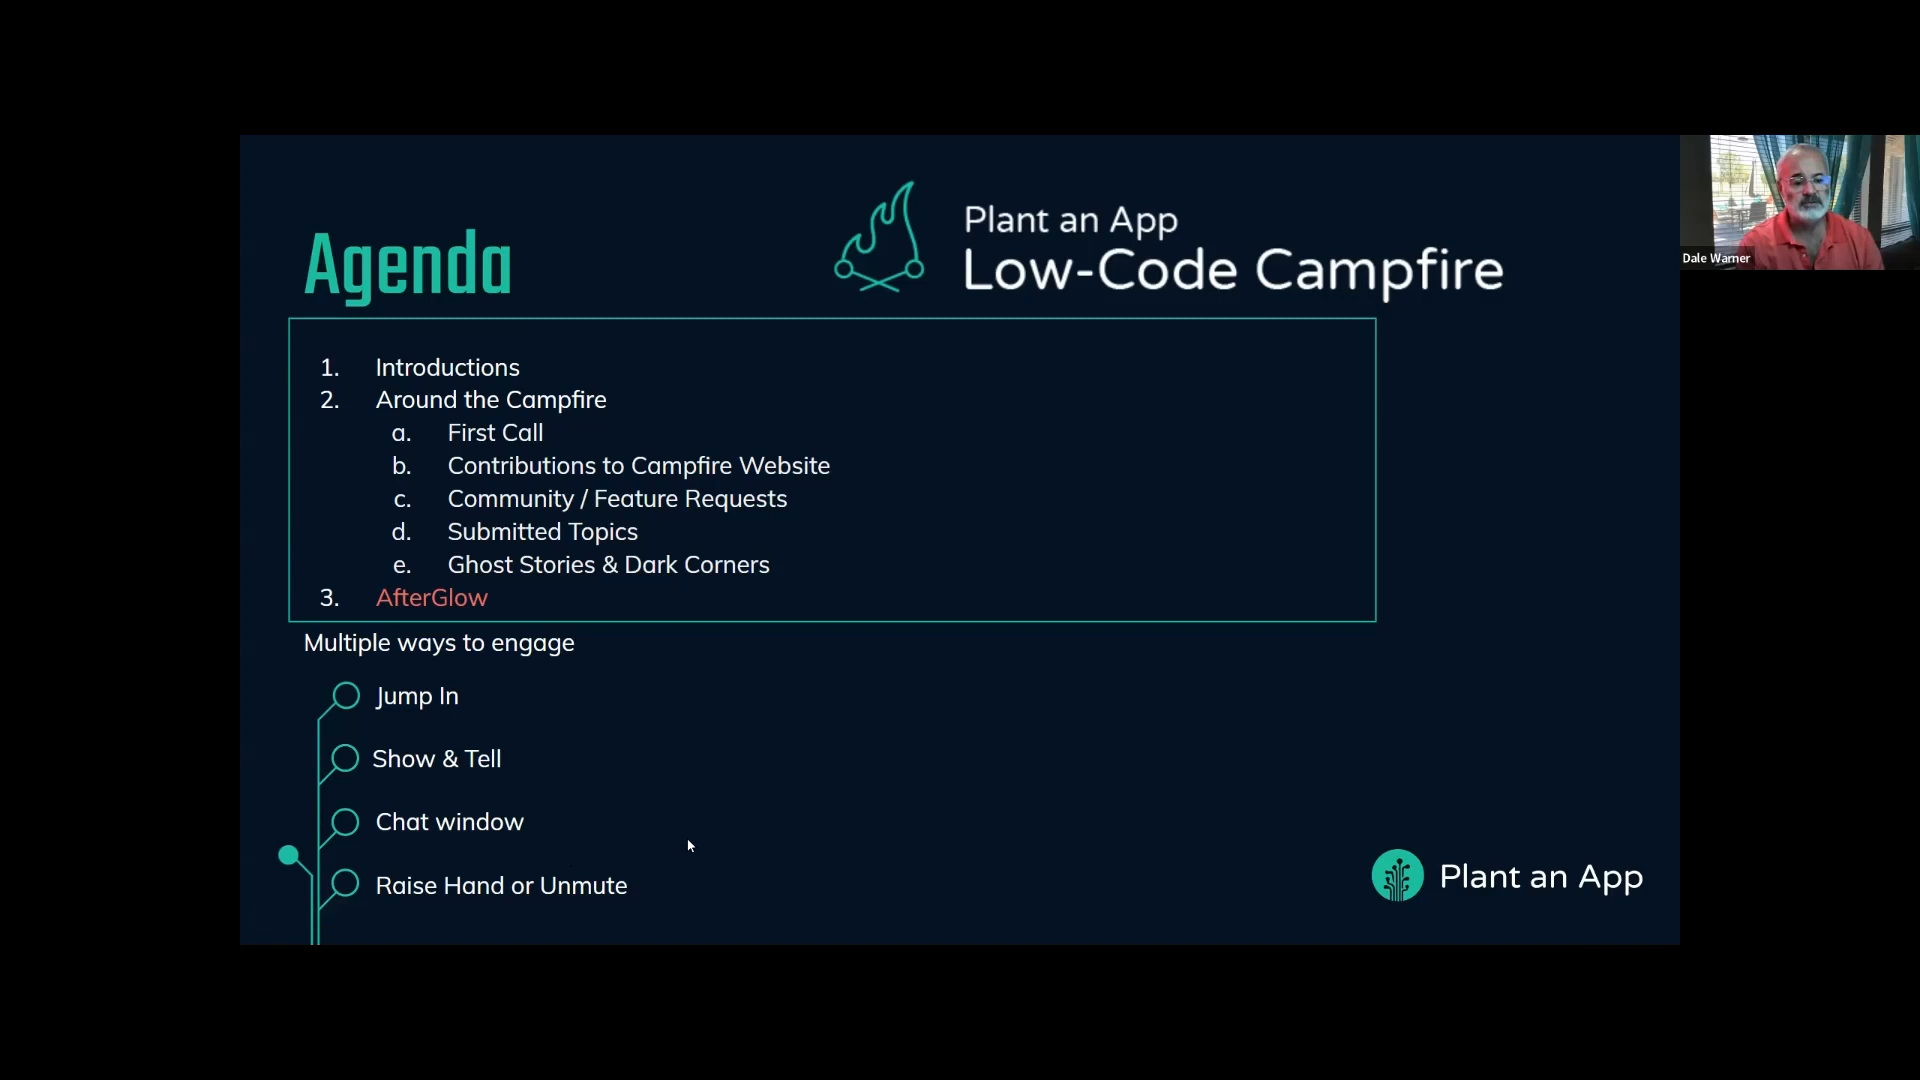 Agenda
Plant an App
Low-Code Campfire
Dale Warner
1. Introductions
2. Around the Campfire
a. First Call
b. Contributions to Campfire Website
c. Community / Feature Requests
d. Submitted Topics
e. Ghost Stories & Dark Corners
3. AfterGlow
Multiple ways to engage
Jump In
Show & Tell
Chat window
Raise Hand or Unmute
Plant an App